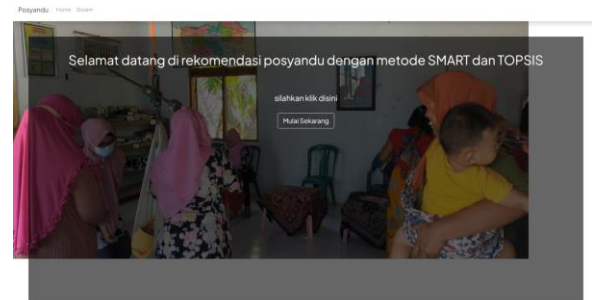 Posyandu Home Sistem
Selamat datang di rekomendasi posyandu dengan metode SMART dan TOPSIS
silahkan klik disini
Mulai Sekarang